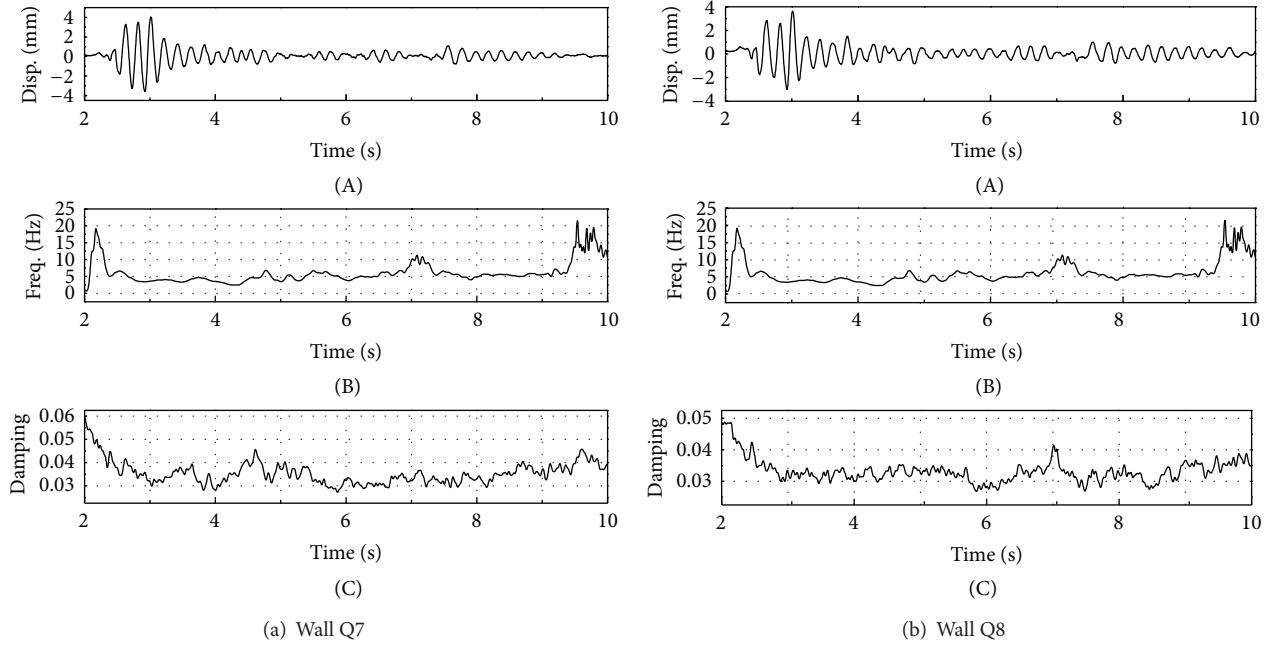 4
2
0
−2
−4
Disp. (mm)
2 4 6 8 10
Time (s)
(A)
25
20
15
10
5
0
Freq. (Hz)
2 4 6 8 10
Time (s)
(B)
0.06
0.05
0.04
0.03
Damping
2 4 6 8 10
Time (s)
(C)
(a) Wall Q7
4
2
0
−2
4
Disp. (mm)
2 4 6 8 10
Time (s)
(A)
25
20
15
10
5
0
Freq. (Hz)
2 4 6 8 10
Time (s)
(B)
0.05
0.04
0.03
Damping
2 4 6 8 10
Time (s)
(C)
(b) Wall Q8